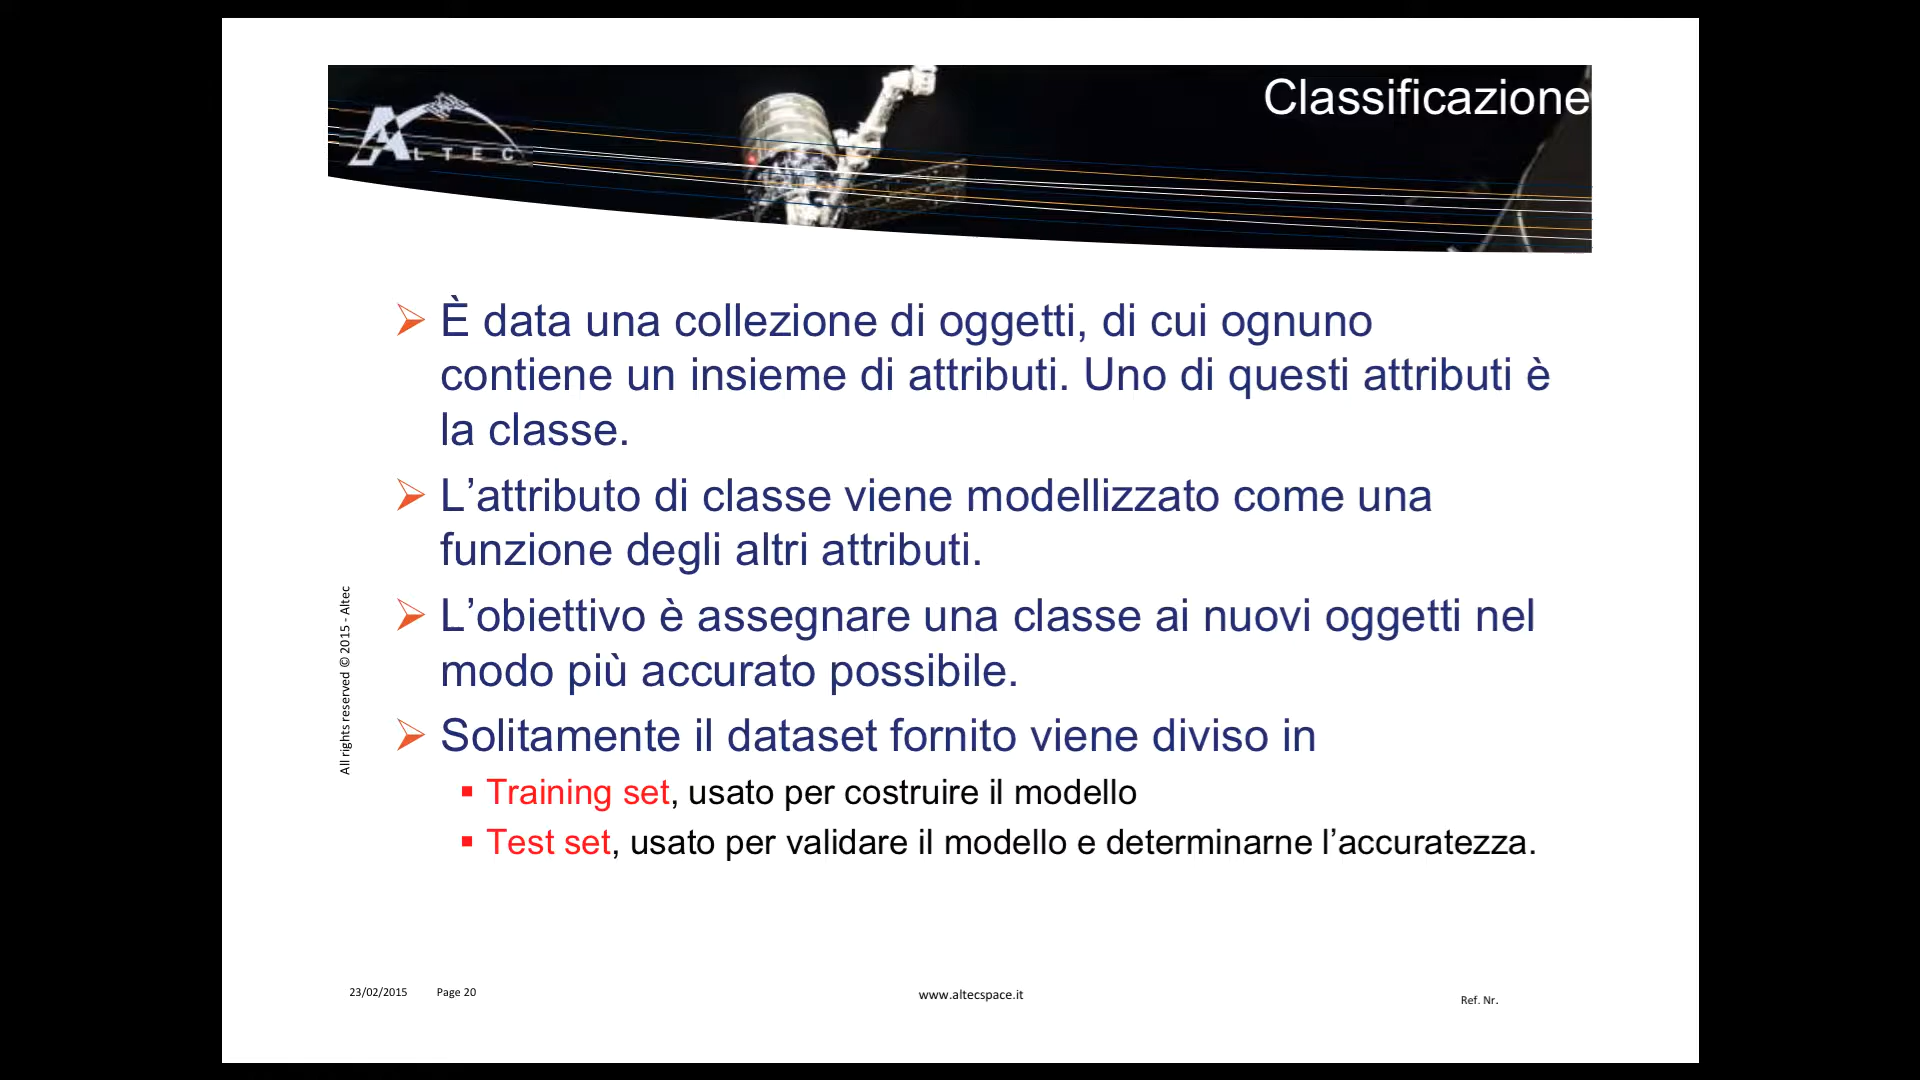 Classificazione
ALTEC
È data una collezione di oggetti, di cui ognuno
contiene un insieme di attributi. Uno di questi attributi è
la classe.
L’attributo di classe viene modellizzato come una
funzione degli altri attributi.
L’obiettivo è assegnare una classe ai nuovi oggetti nel
modo più accurato possibile.
Solitamente il dataset fornito viene diviso in
Training set, usato per costruire il modello
Test set, usato per validare il modello e determinarne l’accuratezza.
All rights reserved © 2015 - Altec
23/02/2015 Page 20
www.altecspace.it
Ref. Nr.